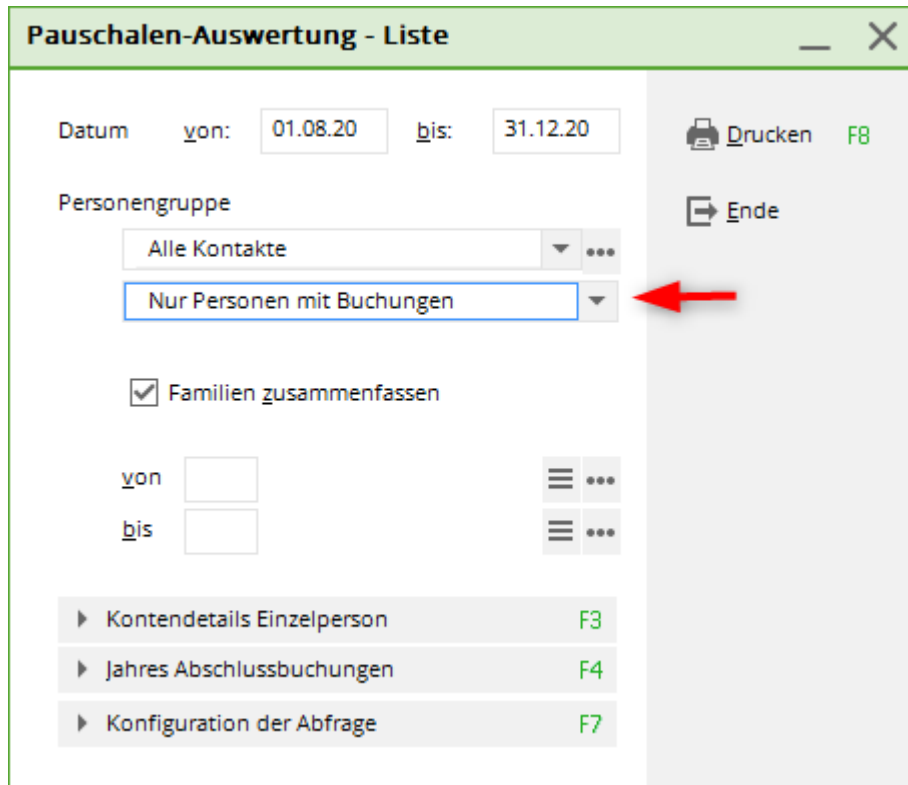 Pauschalen-Auswertung - Liste
Datum von: 01.08.20 bis: 31.12.20
Drucken F8
Personengruppe
Ende
Alle Kontakte
Nur Personen mit Buchungen
Familien zusammenfassen
von
bis
Kontendetails Einzelperson F3
Jahres Abschlussbuchungen F4
Konfiguration der Abfrage F7